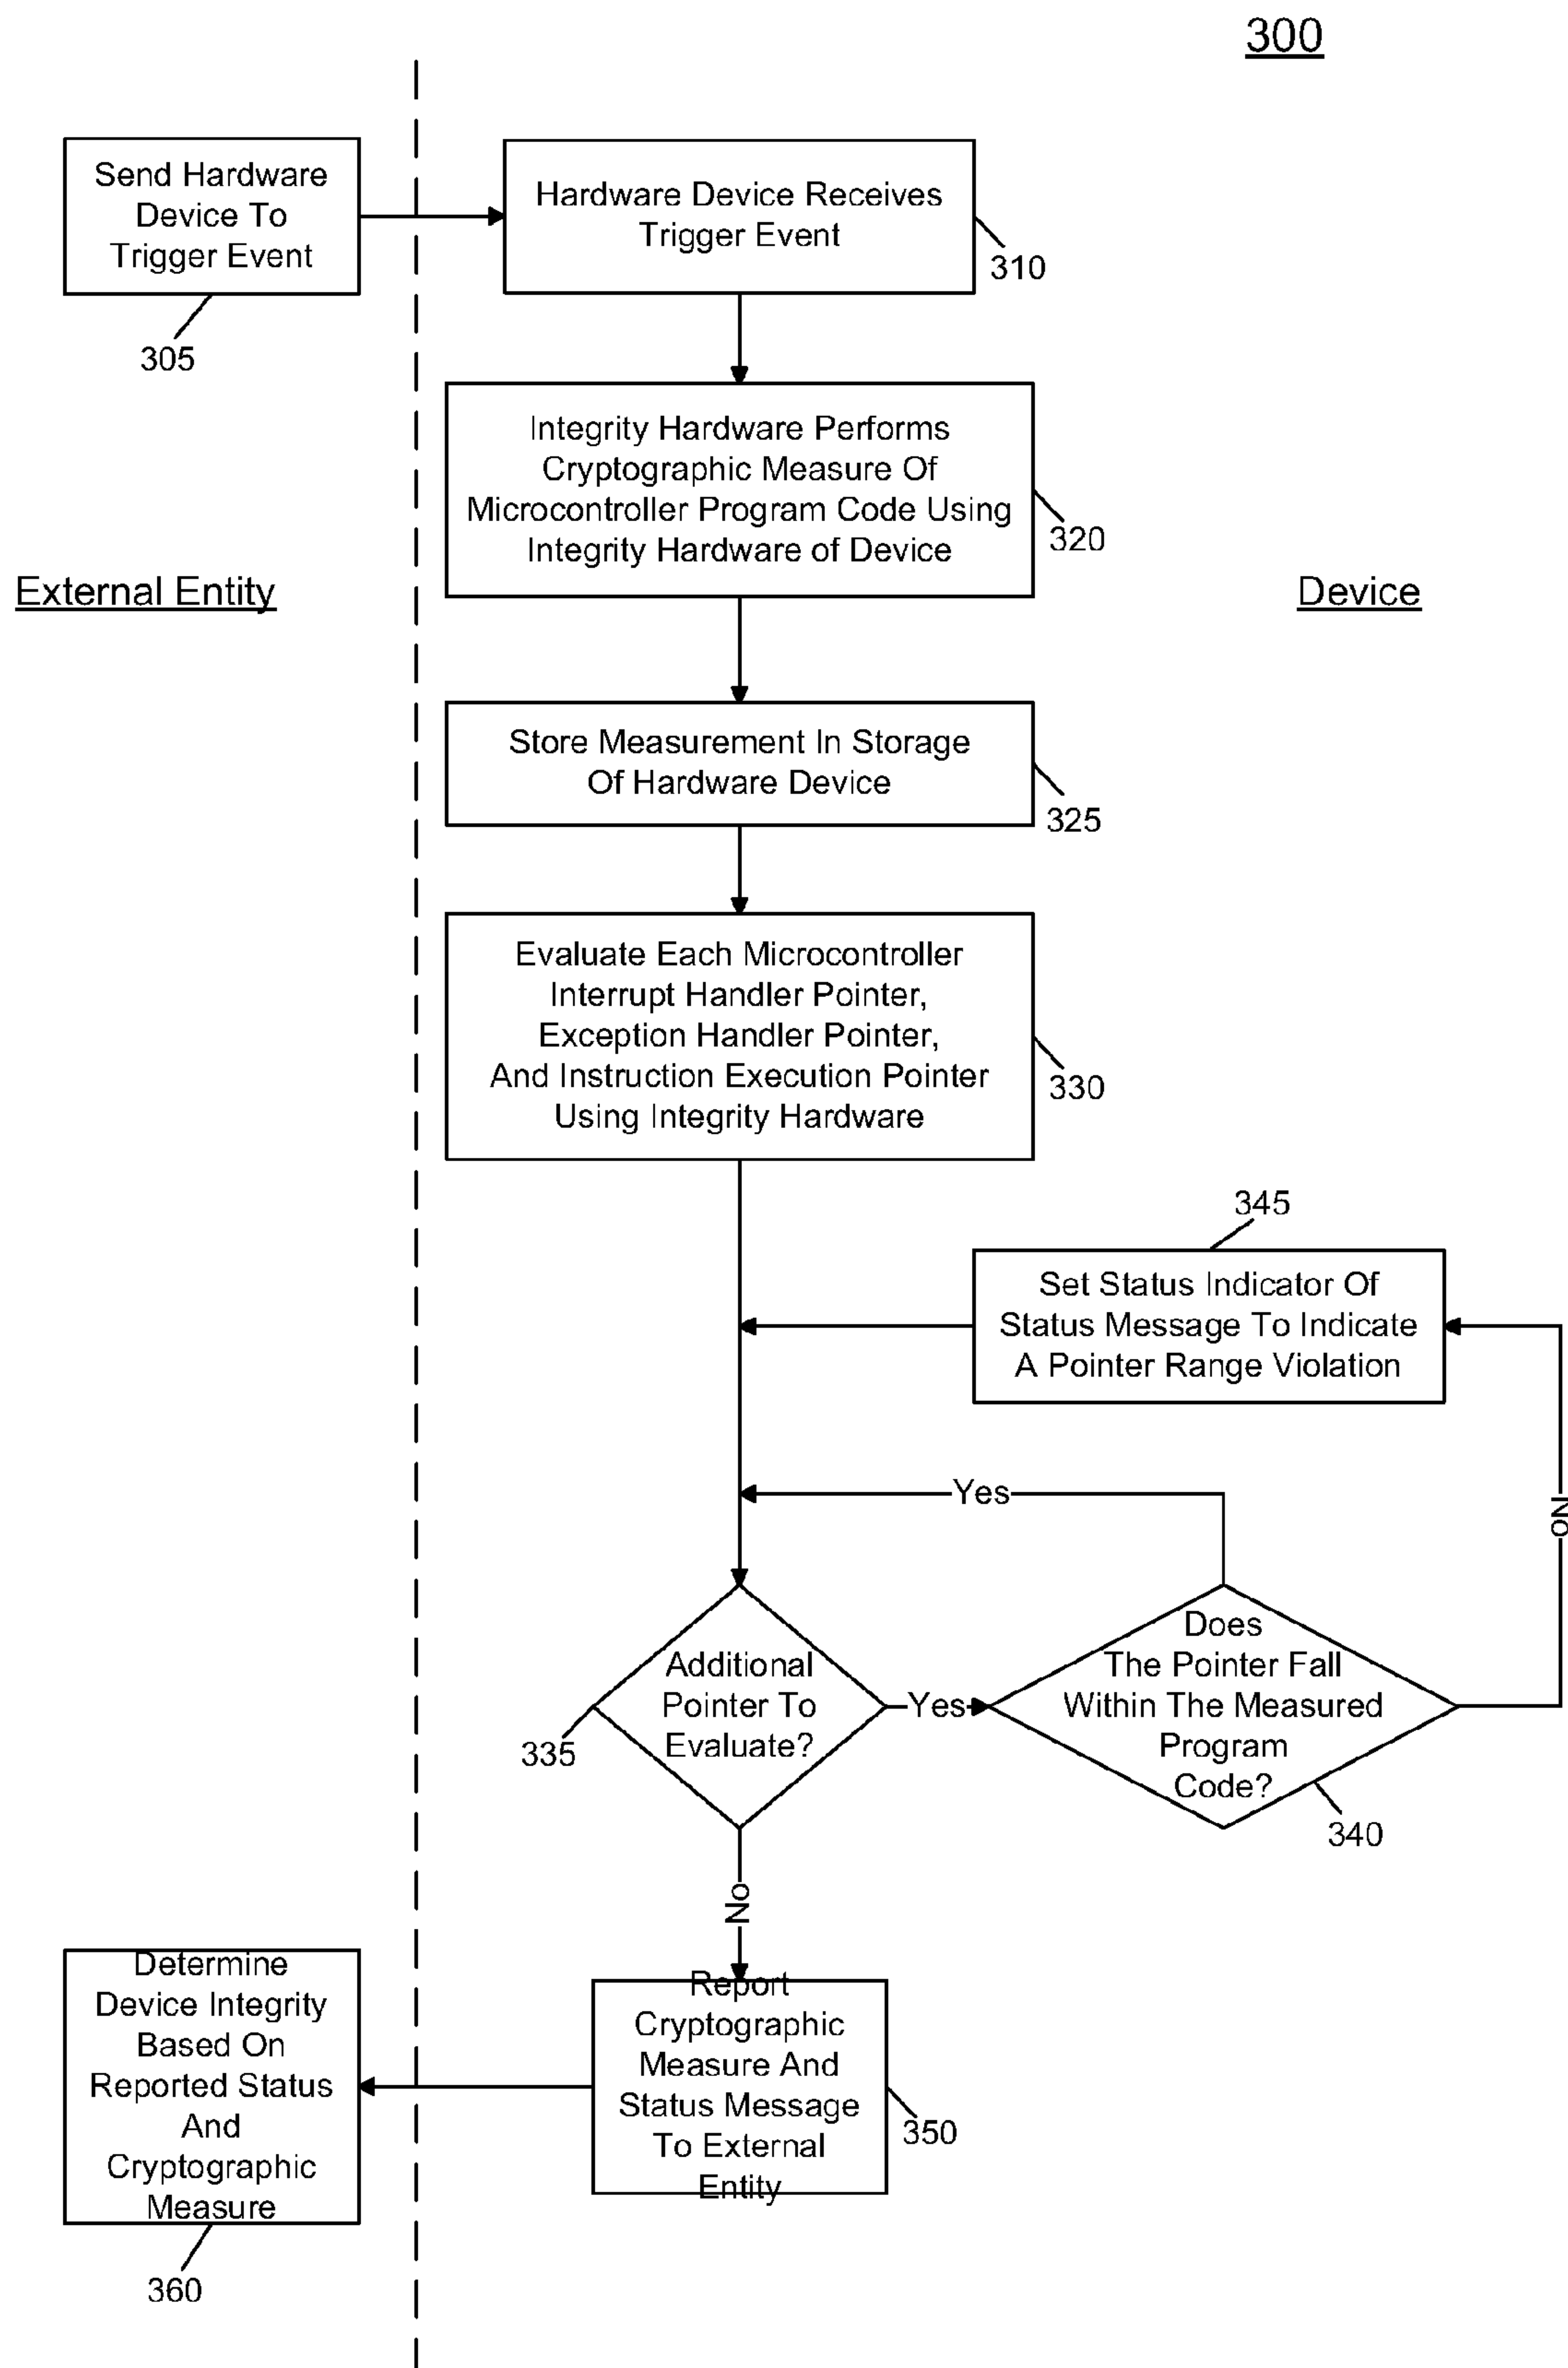 300
Send Hardware
Device To
Trigger Event
305
Hardware Device Receives
Trigger Event
310
Integrity Hardware Performs
Cryptographic Measure Of
Microcontroller Program Code Using
Integrity Hardware of Device
320
External Entity
Device
Store Measurement In Storage
Of Hardware Device
325
Evaluate Each Microcontroller
Interrupt Handler Pointer,
Exception Handler Pointer,
And Instruction Execution Pointer
Using Integrity Hardware
330
345
Set Status Indicator Of
Status Message To Indicate
A Pointer Range Violation
Yes
No
Additional
Pointer To
Evaluate?
335
Yes
Does
The Pointer Fall
Within The Measured
Program
Code?
340
No
Report
Cryptographic
Measure And
Status Message
To External
Entity
350
Determine
Device Integrity
Based On
Reported Status
And
Cryptographic
Measure
360